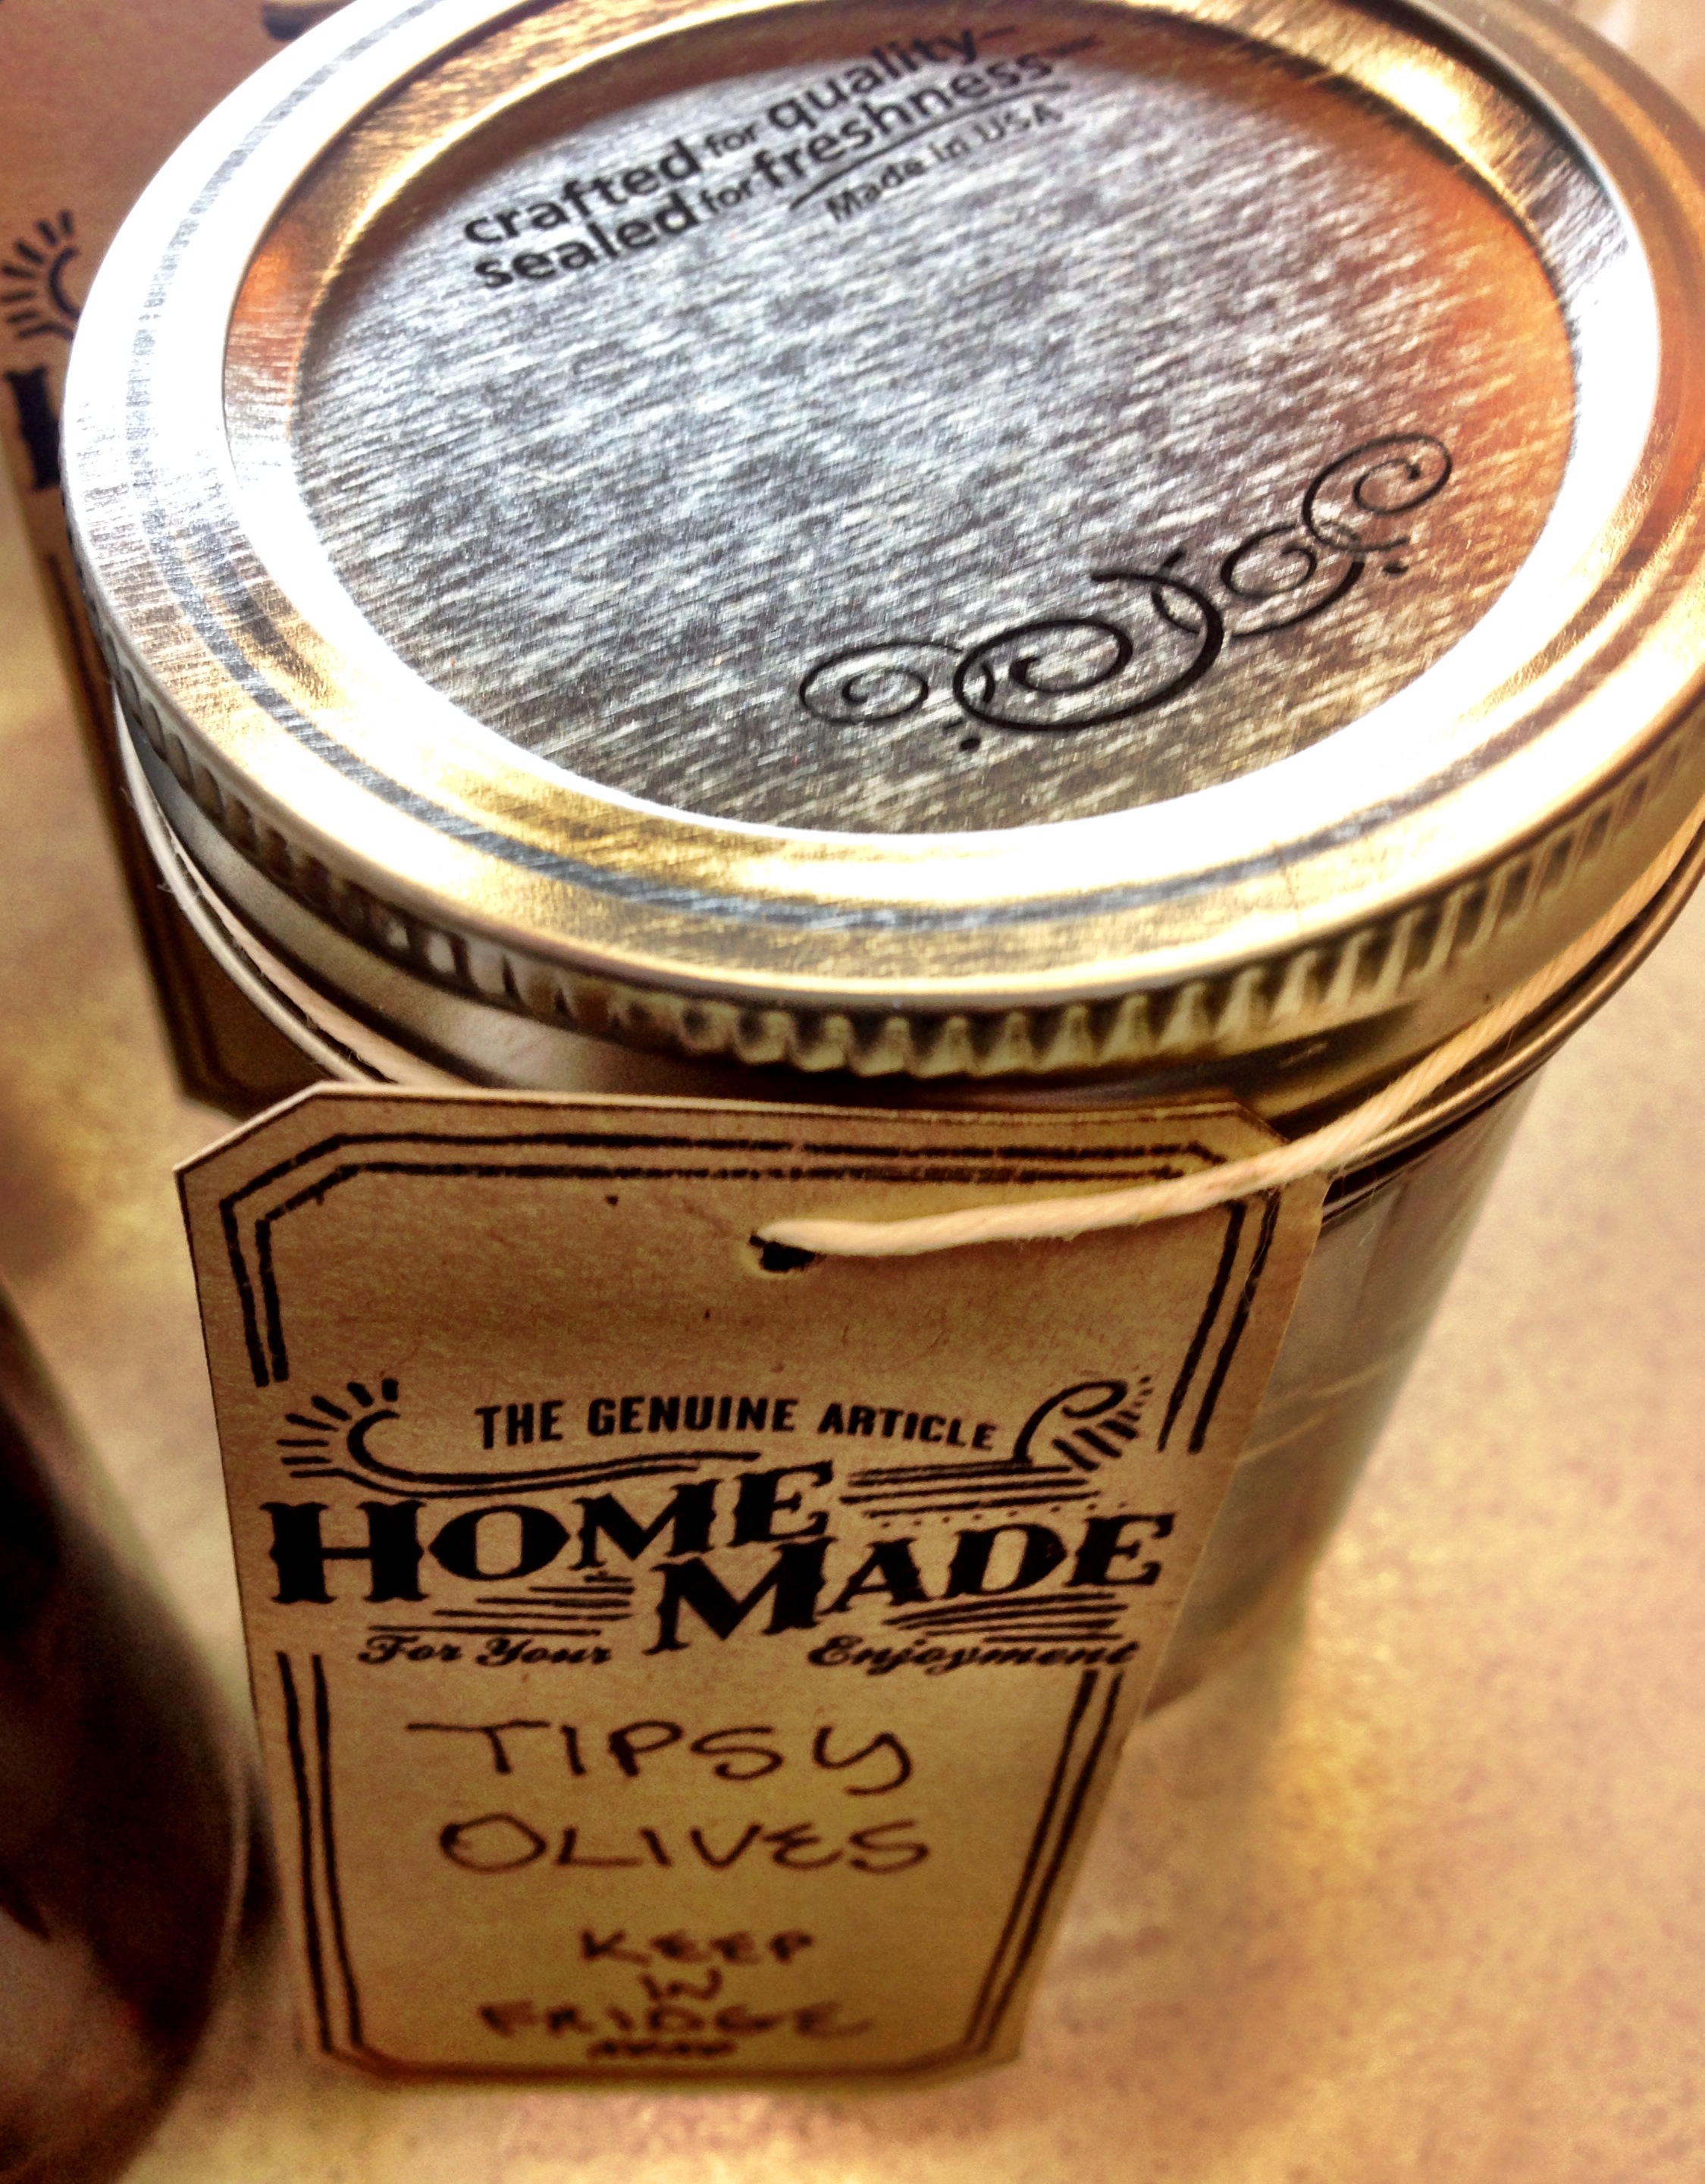 crafted for quality
sealed for freshness
Made in USA
THE GENUINE ARTICLE
HOME MADE
For Your Enjoyment
TIPSY
OLIVES
KEEP
IN
FRIDGE